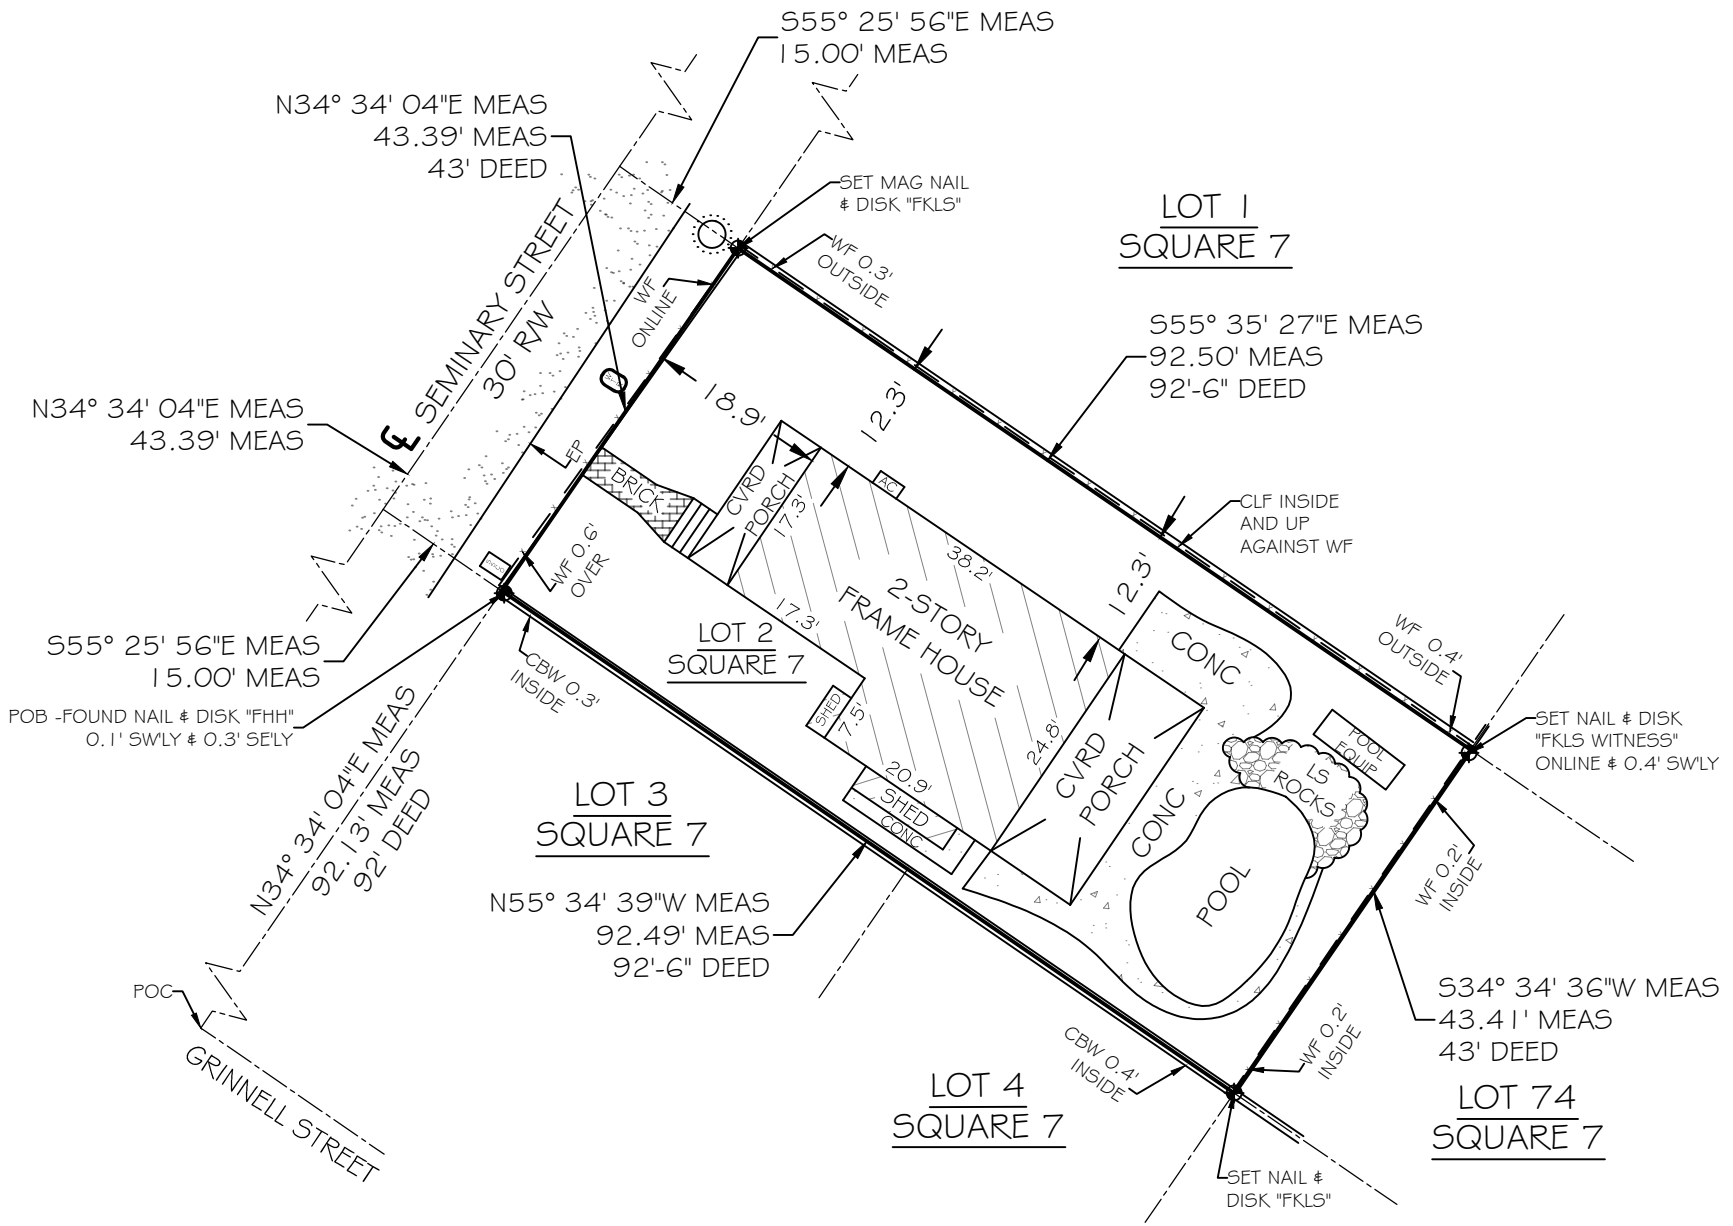 S55° 25' 56"E MEAS
15.00' MEAS
N34° 34' 04"E MEAS
43.39' MEAS
43' DEED
SET MAG NAIL
& DISK "FKLS"
LOT 1
SQUARE 7
WF 0.3'
OUTSIDE
SEMINARY STREET
30' R/W
WF
ONLINE
S55° 35' 27"E MEAS
92.50' MEAS
92'-6" DEED
N34° 34' 04"E MEAS
43.39' MEAS
18.9'
12.3'
EP
BRICK
CVRD
PORCH
17.3'
AC
38.2'
CLF INSIDE
AND UP
AGAINST WF
12.3'
WF 0.6'
OVER
2-STORY
FRAME HOUSE
17.3'
LOT 2
SQUARE 7
CONC
WF 0.4'
OUTSIDE
S55° 25' 56"E MEAS
15.00' MEAS
CBW 0.3'
INSIDE
POB -FOUND NAIL & DISK "FHH"
0.1' SW'LY & 0.3' SE'LY
SHED
7.5'
24.8'
CVRD
PORCH
POOL
EQUIP
LS
ROCKS
SET NAIL & DISK
"FKLS WITNESS"
ONLINE & 0.4' SW'LY
N34° 34' 04"E MEAS
92.13' MEAS
92' DEED
LOT 3
SQUARE 7
20.9'
SHED
CONC
CONC
POOL
WF 0.2'
INSIDE
N55° 34' 39"W MEAS
92.49' MEAS
92'-6" DEED
POC
GRINNELL STREET
S34° 34' 36"W MEAS
43.41' MEAS
43' DEED
WF 0.2'
INSIDE
CBW 0.4'
INSIDE
LOT 4
SQUARE 7
LOT 74
SQUARE 7
SET NAIL &
DISK "FKLS"